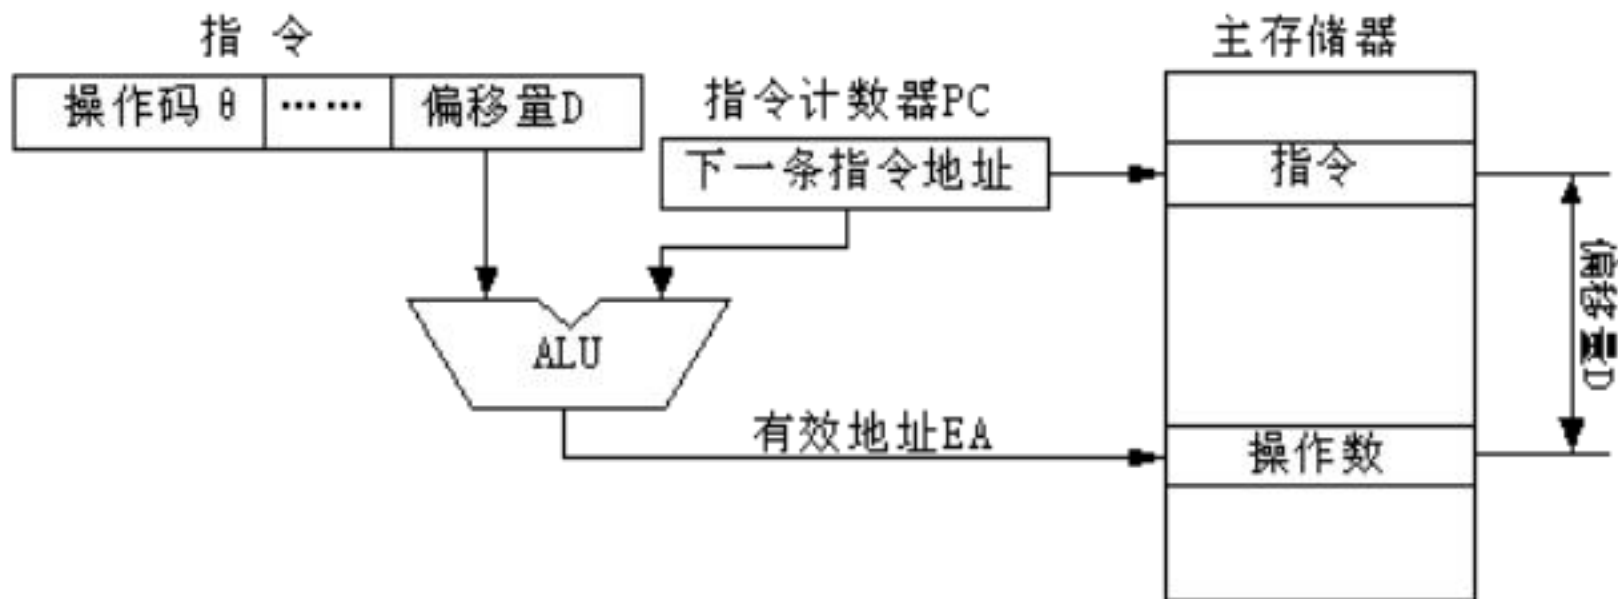 指 令
主存储器
操作码 θ
……
偏移量D
指令计数器PC
下一条指令地址
指令
偏移量D
ALU
有效地址EA
操作数